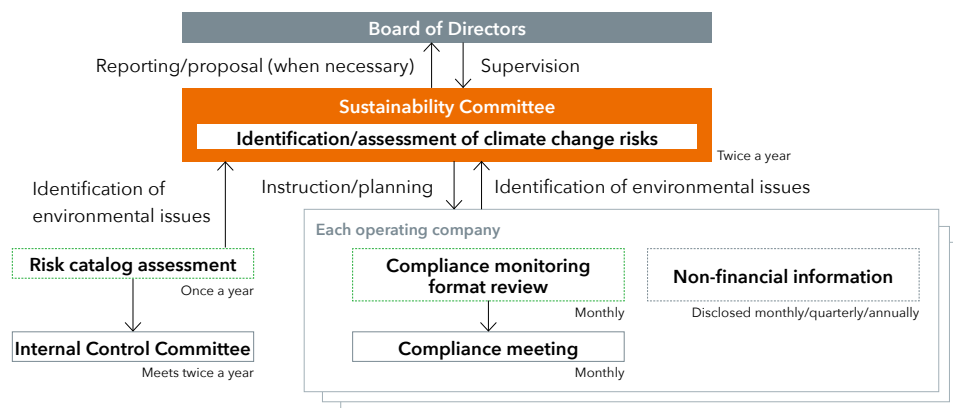 Board of Directors
Reporting/proposal (when necessary)
Supervision
Sustainability Committee
Identification/assessment of climate change risks
Twice a year
Identification of
environmental issues
Instruction/planning
Identification of environmental issues
Each operating company
Risk catalog assessment
Once a year
Compliance monitoring
format review
Monthly
Non-financial information
Disclosed monthly/quarterly/annually
Internal Control Committee
Meets twice a year
Compliance meeting
Monthly